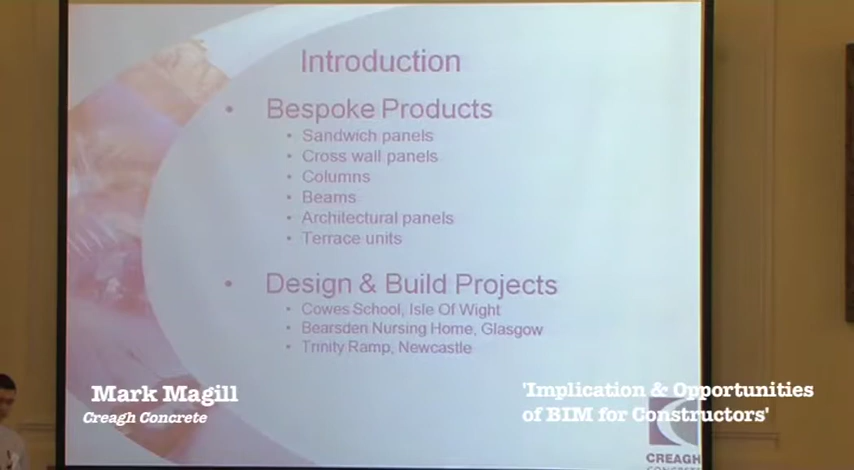 Introduction
• Bespoke Products
• Sandwich panels
• Cross wall panels
• Columns
• Beams
• Architectural panels
• Terrace units
• Design & Build Projects
• Cowes School, Isle Of Wight
• Bearsden Nursing Home, Glasgow
• Trinity Ramp, Newcastle
Mark Magill
Creagh Concrete
'Implication & Opportunities
of BIM for Constructors'
CREAGH
CONCRETE